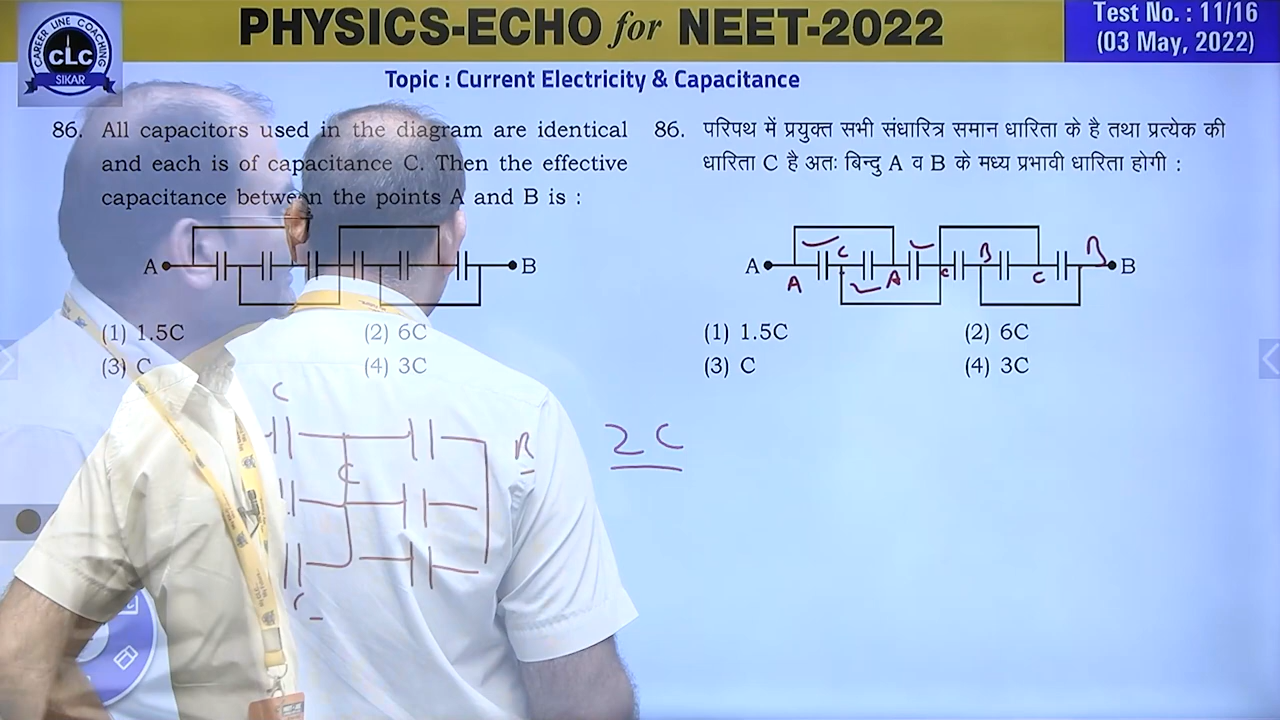 CAREER LINE COACHING
CLC
SIKAR
PHYSICS-ECHO for NEET-2022
Test No. : 11/16
(03 May, 2022)
Topic : Current Electricity & Capacitance
86. All capacitors used in the diagram are identical
and each is of capacitance C. Then the effective
capacitance between the points A and B is :
A B
(1) 1.5C (2) 6C
(3) C (4) 3C
86. परिपथ में प्रयुक्त सभी संधारित्र समान धारिता के है तथा प्रत्येक की
धारिता C है अतः बिन्दु A व B के मध्य प्रभावी धारिता होगी :
A B
A C A C B C B
(1) 1.5C (2) 6C
(3) C (4) 3C
C
C
B
2C
C